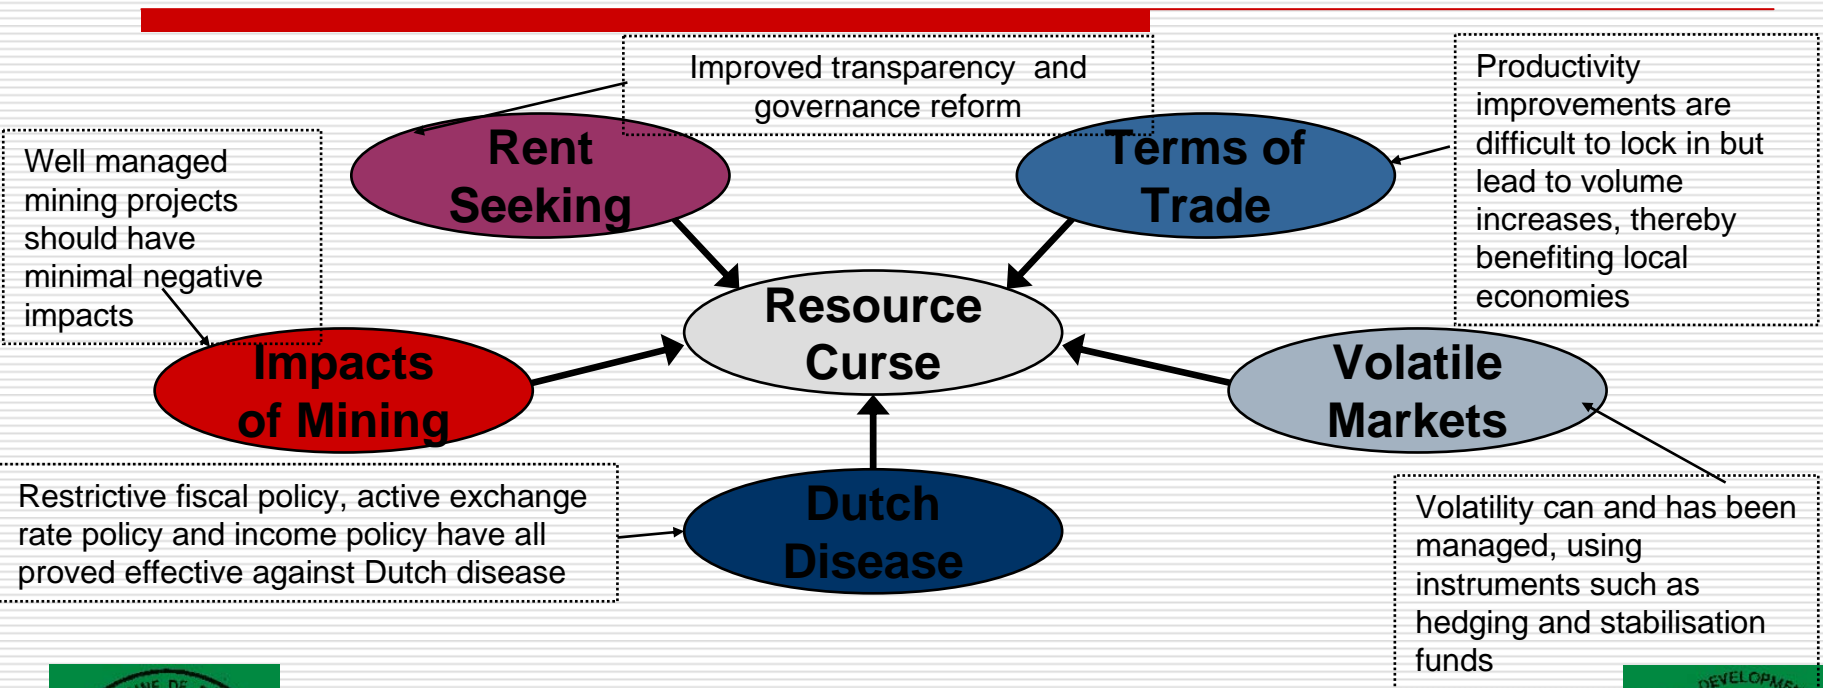 Improved transparency and
governance reform
Productivity
improvements are
difficult to lock in but
lead to volume
increases, thereby
benefiting local
economies
Well managed
mining projects
should have
minimal negative
impacts
Rent
Seeking
Terms of
Trade
Resource
Curse
Impacts
of Mining
Volatile
Markets
Restrictive fiscal policy, active exchange
rate policy and income policy have all
proved effective against Dutch disease
Dutch
Disease
Volatility can and has been
managed, using
instruments such as
hedging and stabilisation
funds
DE